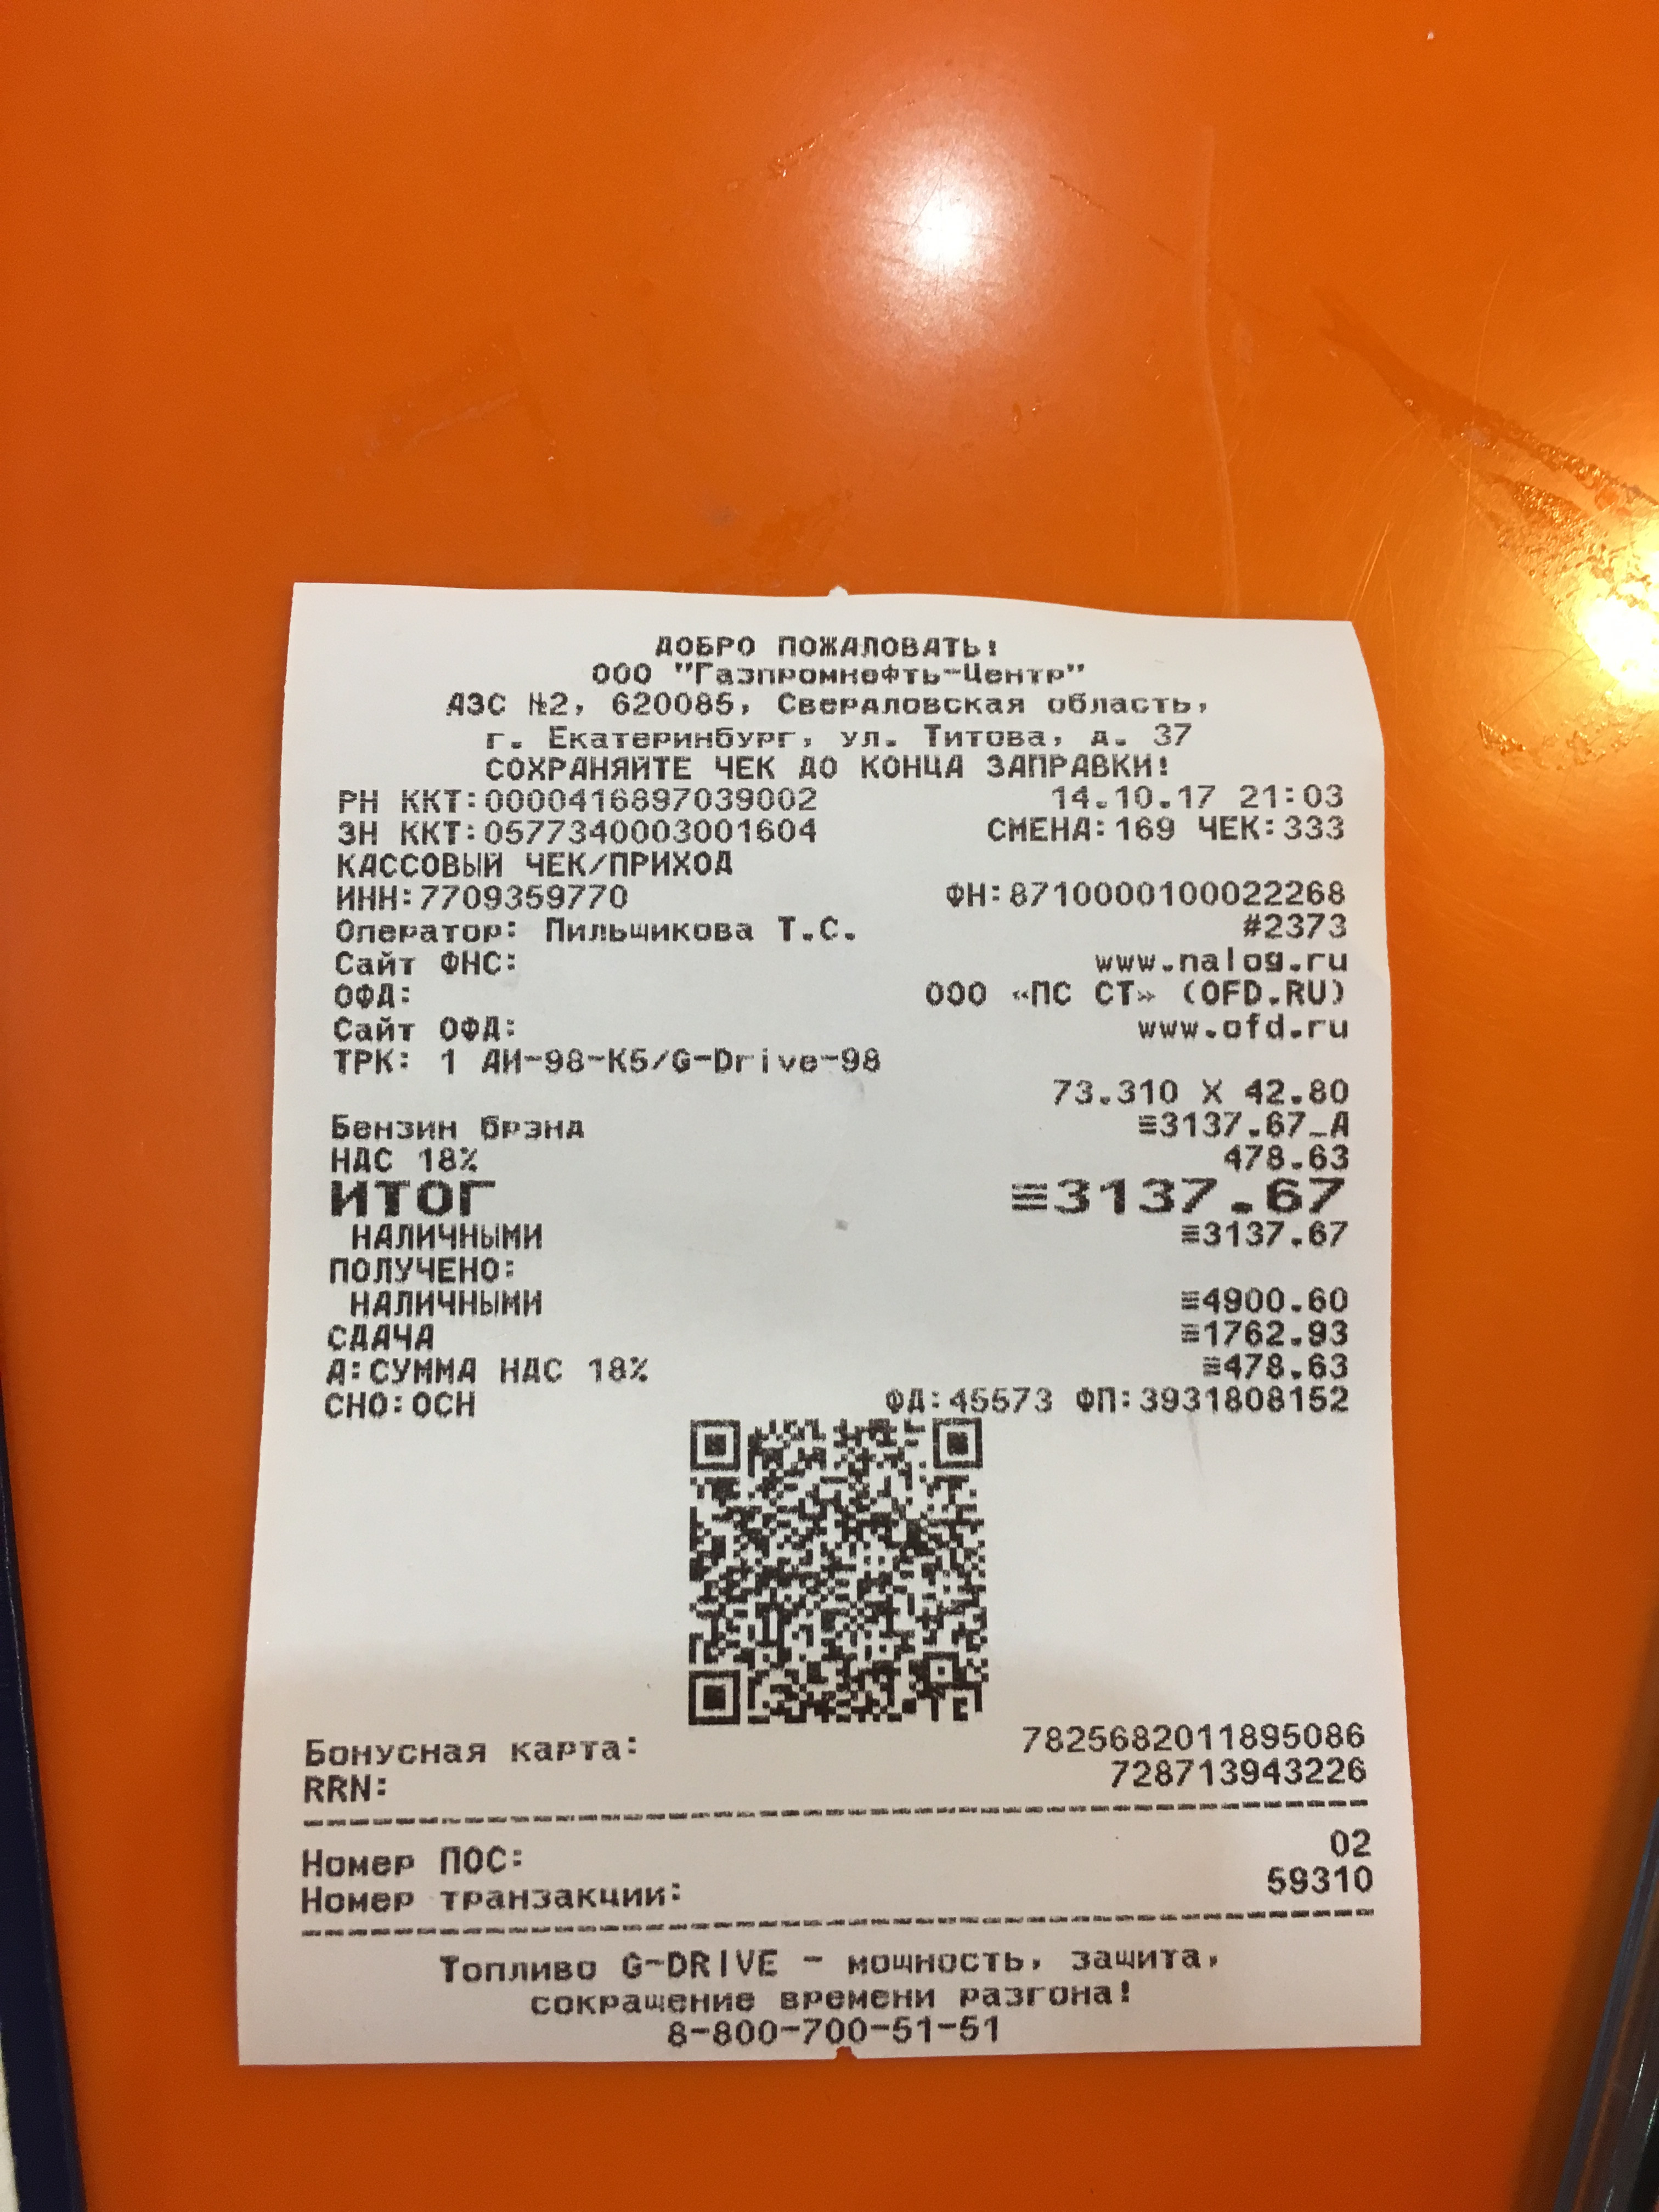 ДОБРО ПОЖАЛОВАТЬ!
ООО "Газпромнефть-Центр"
АЗС №2, 620085, Свердловская область,
г. Екатеринбург, ул. Титова, д. 37
СОХРАНЯЙТЕ ЧЕК ДО КОНЦА ЗАПРАВКИ!
РН ККТ:0000416897039002 14.10.17 21:03
ЗН ККТ:0577340003001604 СМЕНА:169 ЧЕК:333
КАССОВЫЙ ЧЕК/ПРИХОД
ИНН:7709359770 ФН:8710000100022268
Оператор: Пильщикова Т.С. #2373
Сайт ФНС: www.nalog.ru
ОФД: ООО «ПС СТ» (OFD.RU)
Сайт ОФД: www.ofd.ru
ТРК: 1 АИ-98-К5/G-Drive-98
73.310 X 42.80
Бензин брэнд ≡3137.67_А
НДС 18% 478.63
ИТОГ ≡3137.67
НАЛИЧНЫМИ ≡3137.67
ПОЛУЧЕНО:
НАЛИЧНЫМИ ≡4900.60
СДАЧА ≡1762.93
А:СУММА НДС 18% ≡478.63
СНО:ОСН ФД:45573 ФП:3931808152
Бонусная карта: 7825682011895086
RRN: 728713943226
Номер ПОС: 02
Номер транзакции: 59310
Топливо G-DRIVE - мощность, защита,
сокращение времени разгона!
8-800-700-51-51